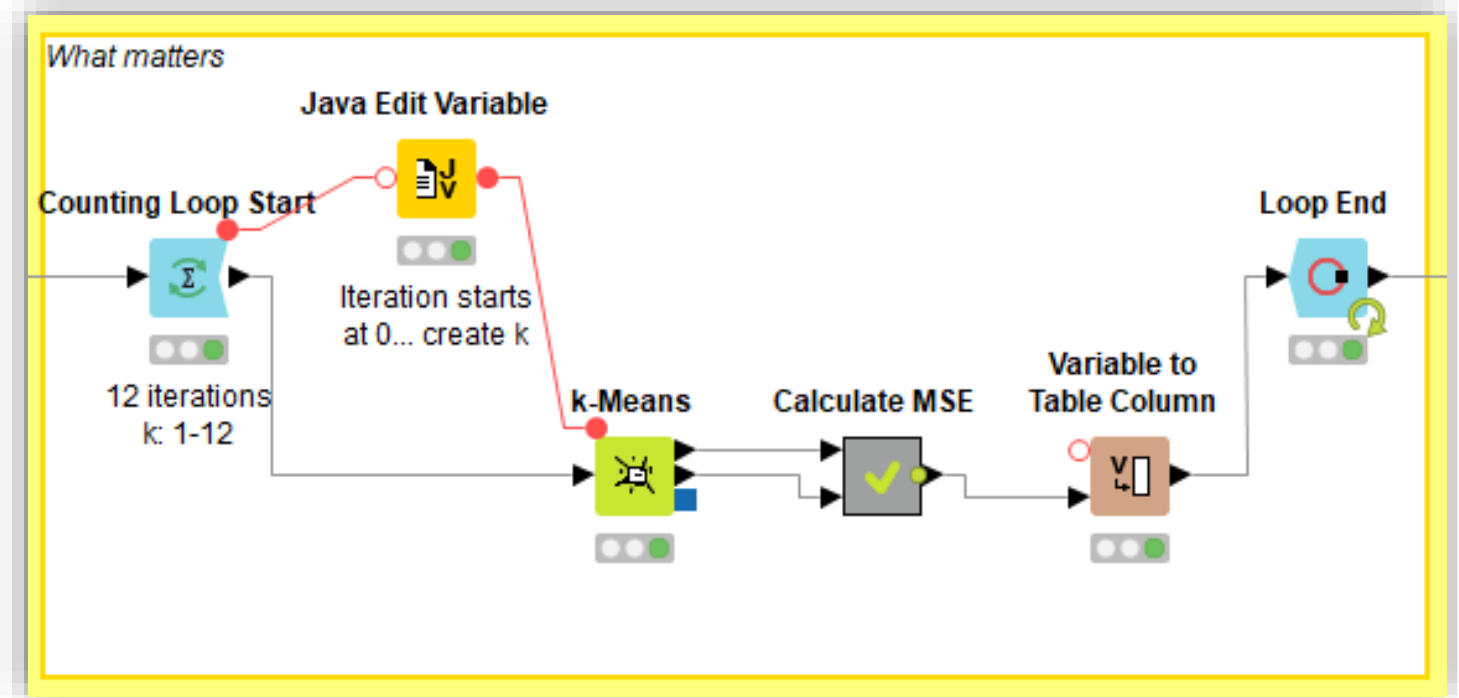 What matters
Java Edit Variable
Counting Loop Start
Loop End
J
V
Σ
Iteration starts
at 0... create k
12 iterations
k: 1-12
k-Means
Calculate MSE
Variable to
Table Column
V